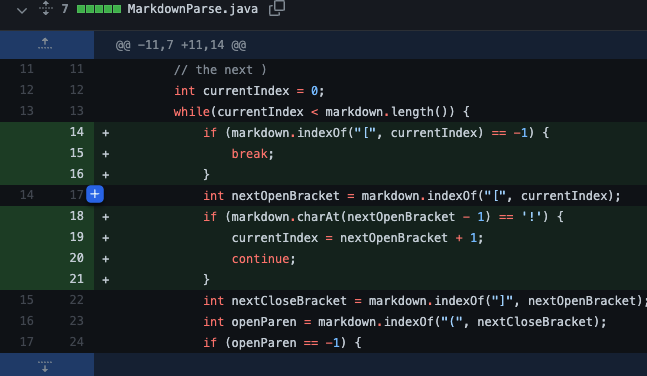 7 MarkdownParse.java
@@ -11,7 +11,14 @@
11 11 // the next )
12 12 int currentIndex = 0;
13 13 while(currentIndex < markdown.length()) {
14 + if (markdown.indexOf("[", currentIndex) == -1) {
15 + break;
16 + }
14 17 + int nextOpenBracket = markdown.indexOf("[", currentIndex);
18 + if (markdown.charAt(nextOpenBracket - 1) == '!') {
19 + currentIndex = nextOpenBracket + 1;
20 + continue;
21 + }
15 22 int nextCloseBracket = markdown.indexOf("]", nextOpenBracket);
16 23 int openParen = markdown.indexOf("(", nextCloseBracket);
17 24 if (openParen == -1) {